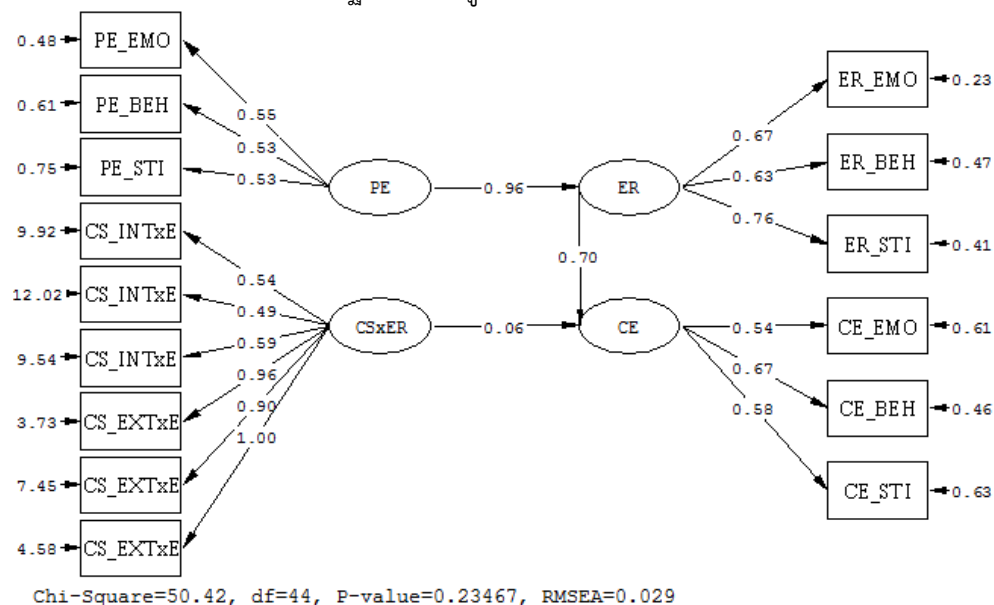 0.48 PE_EMO
0.61 PE_BEH
0.75 PE_STI
9.92 CS_INTxE
12.02 CS_INTxE
9.54 CS_INTxE
3.73 CS_EXTxE
7.45 CS_EXTxE
4.58 CS_EXTxE
0.55
0.53
0.53
0.54
0.49
0.59
0.96
0.90
1.00
PE
0.96
ER
CSxER
0.06
CE
0.70
0.67
0.63
0.76
0.54
0.67
0.58
ER_EMO 0.23
ER_BEH 0.47
ER_STI 0.41
CE_EMO 0.61
CE_BEH 0.46
CE_STI 0.63
Chi-Square=50.42, df=44, P-value=0.23467, RMSEA=0.029